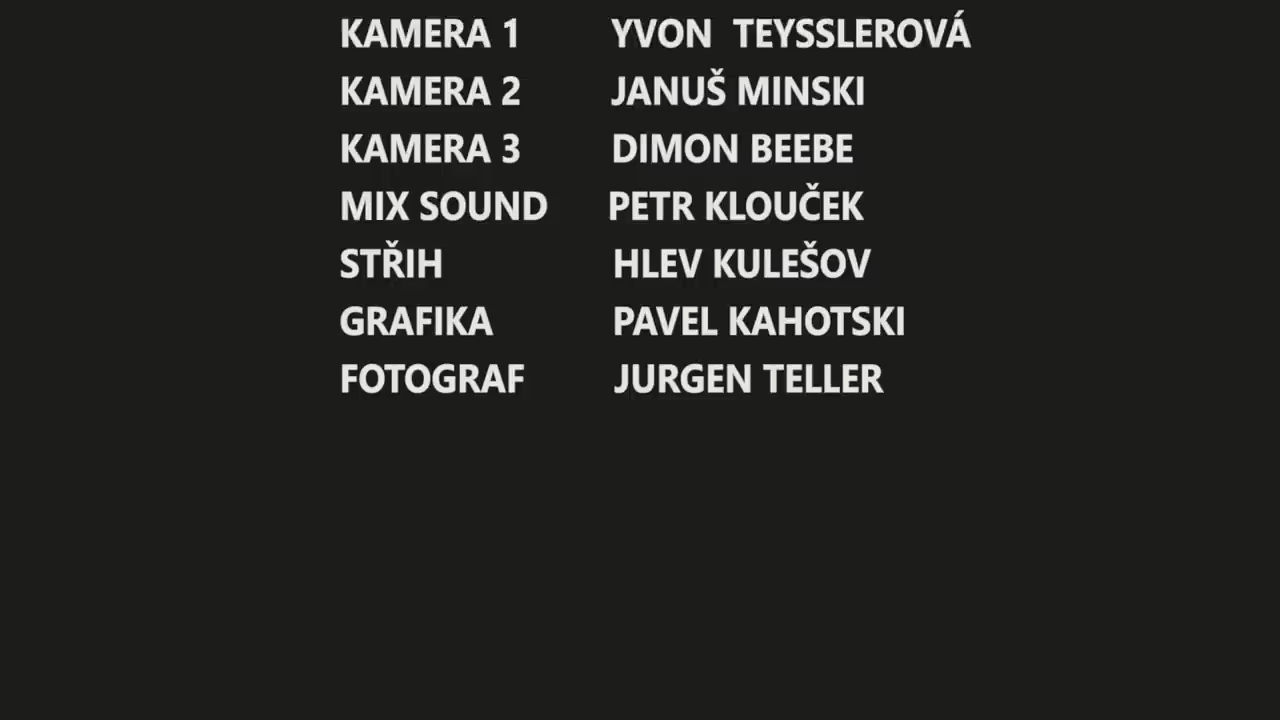 KAMERA 1 YVON TEYSSLEROVÁ
KAMERA 2 JANUŠ MINSKI
KAMERA 3 DIMON BEEBE
MIX SOUND PETR KLOUČEK
STŘIH HLEV KULEŠOV
GRAFIKA PAVEL KAHOTSKI
FOTOGRAF JURGEN TELLER